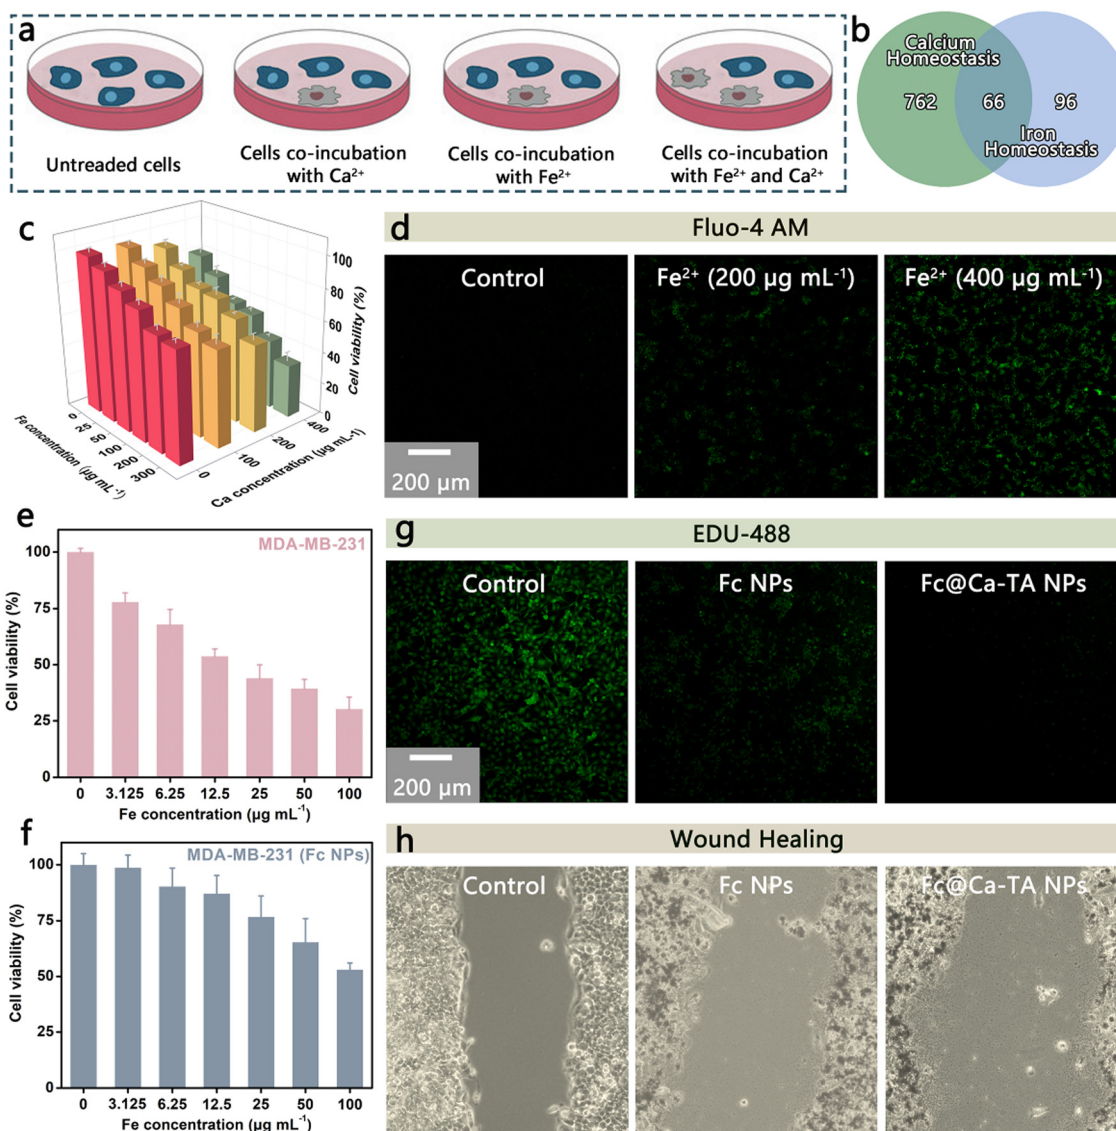 a
Untreaded cells
Cells co-incubation
with Ca²⁺
Cells co-incubation
with Fe²⁺
Cells co-incubation
with Fe²⁺ and Ca²⁺
b
Calcium
Homeostasis
762
66
96
Iron
Homeostasis
c
100
80
60
40
20
0
Cell viability (%)
0
25
50
100
200
300
Fe concentration (µg mL⁻¹)
0
100
200
400
Ca concentration (µg mL⁻¹)
d
Fluo-4 AM
Control
Fe²⁺ (200 µg mL⁻¹)
Fe²⁺ (400 µg mL⁻¹)
200 µm
e
MDA-MB-231
Cell viability (%)
100
75
50
25
0
0 3.125 6.25 12.5 25 50 100
Fe concentration (µg mL⁻¹)
g
EDU-488
Control
Fc NPs
Fc@Ca-TA NPs
200 µm
f
MDA-MB-231 (Fc NPs)
Cell viability (%)
100
75
50
25
0
0 3.125 6.25 12.5 25 50 100
Fe concentration (µg mL⁻¹)
h
Wound Healing
Control
Fc NPs
Fc@Ca-TA NPs